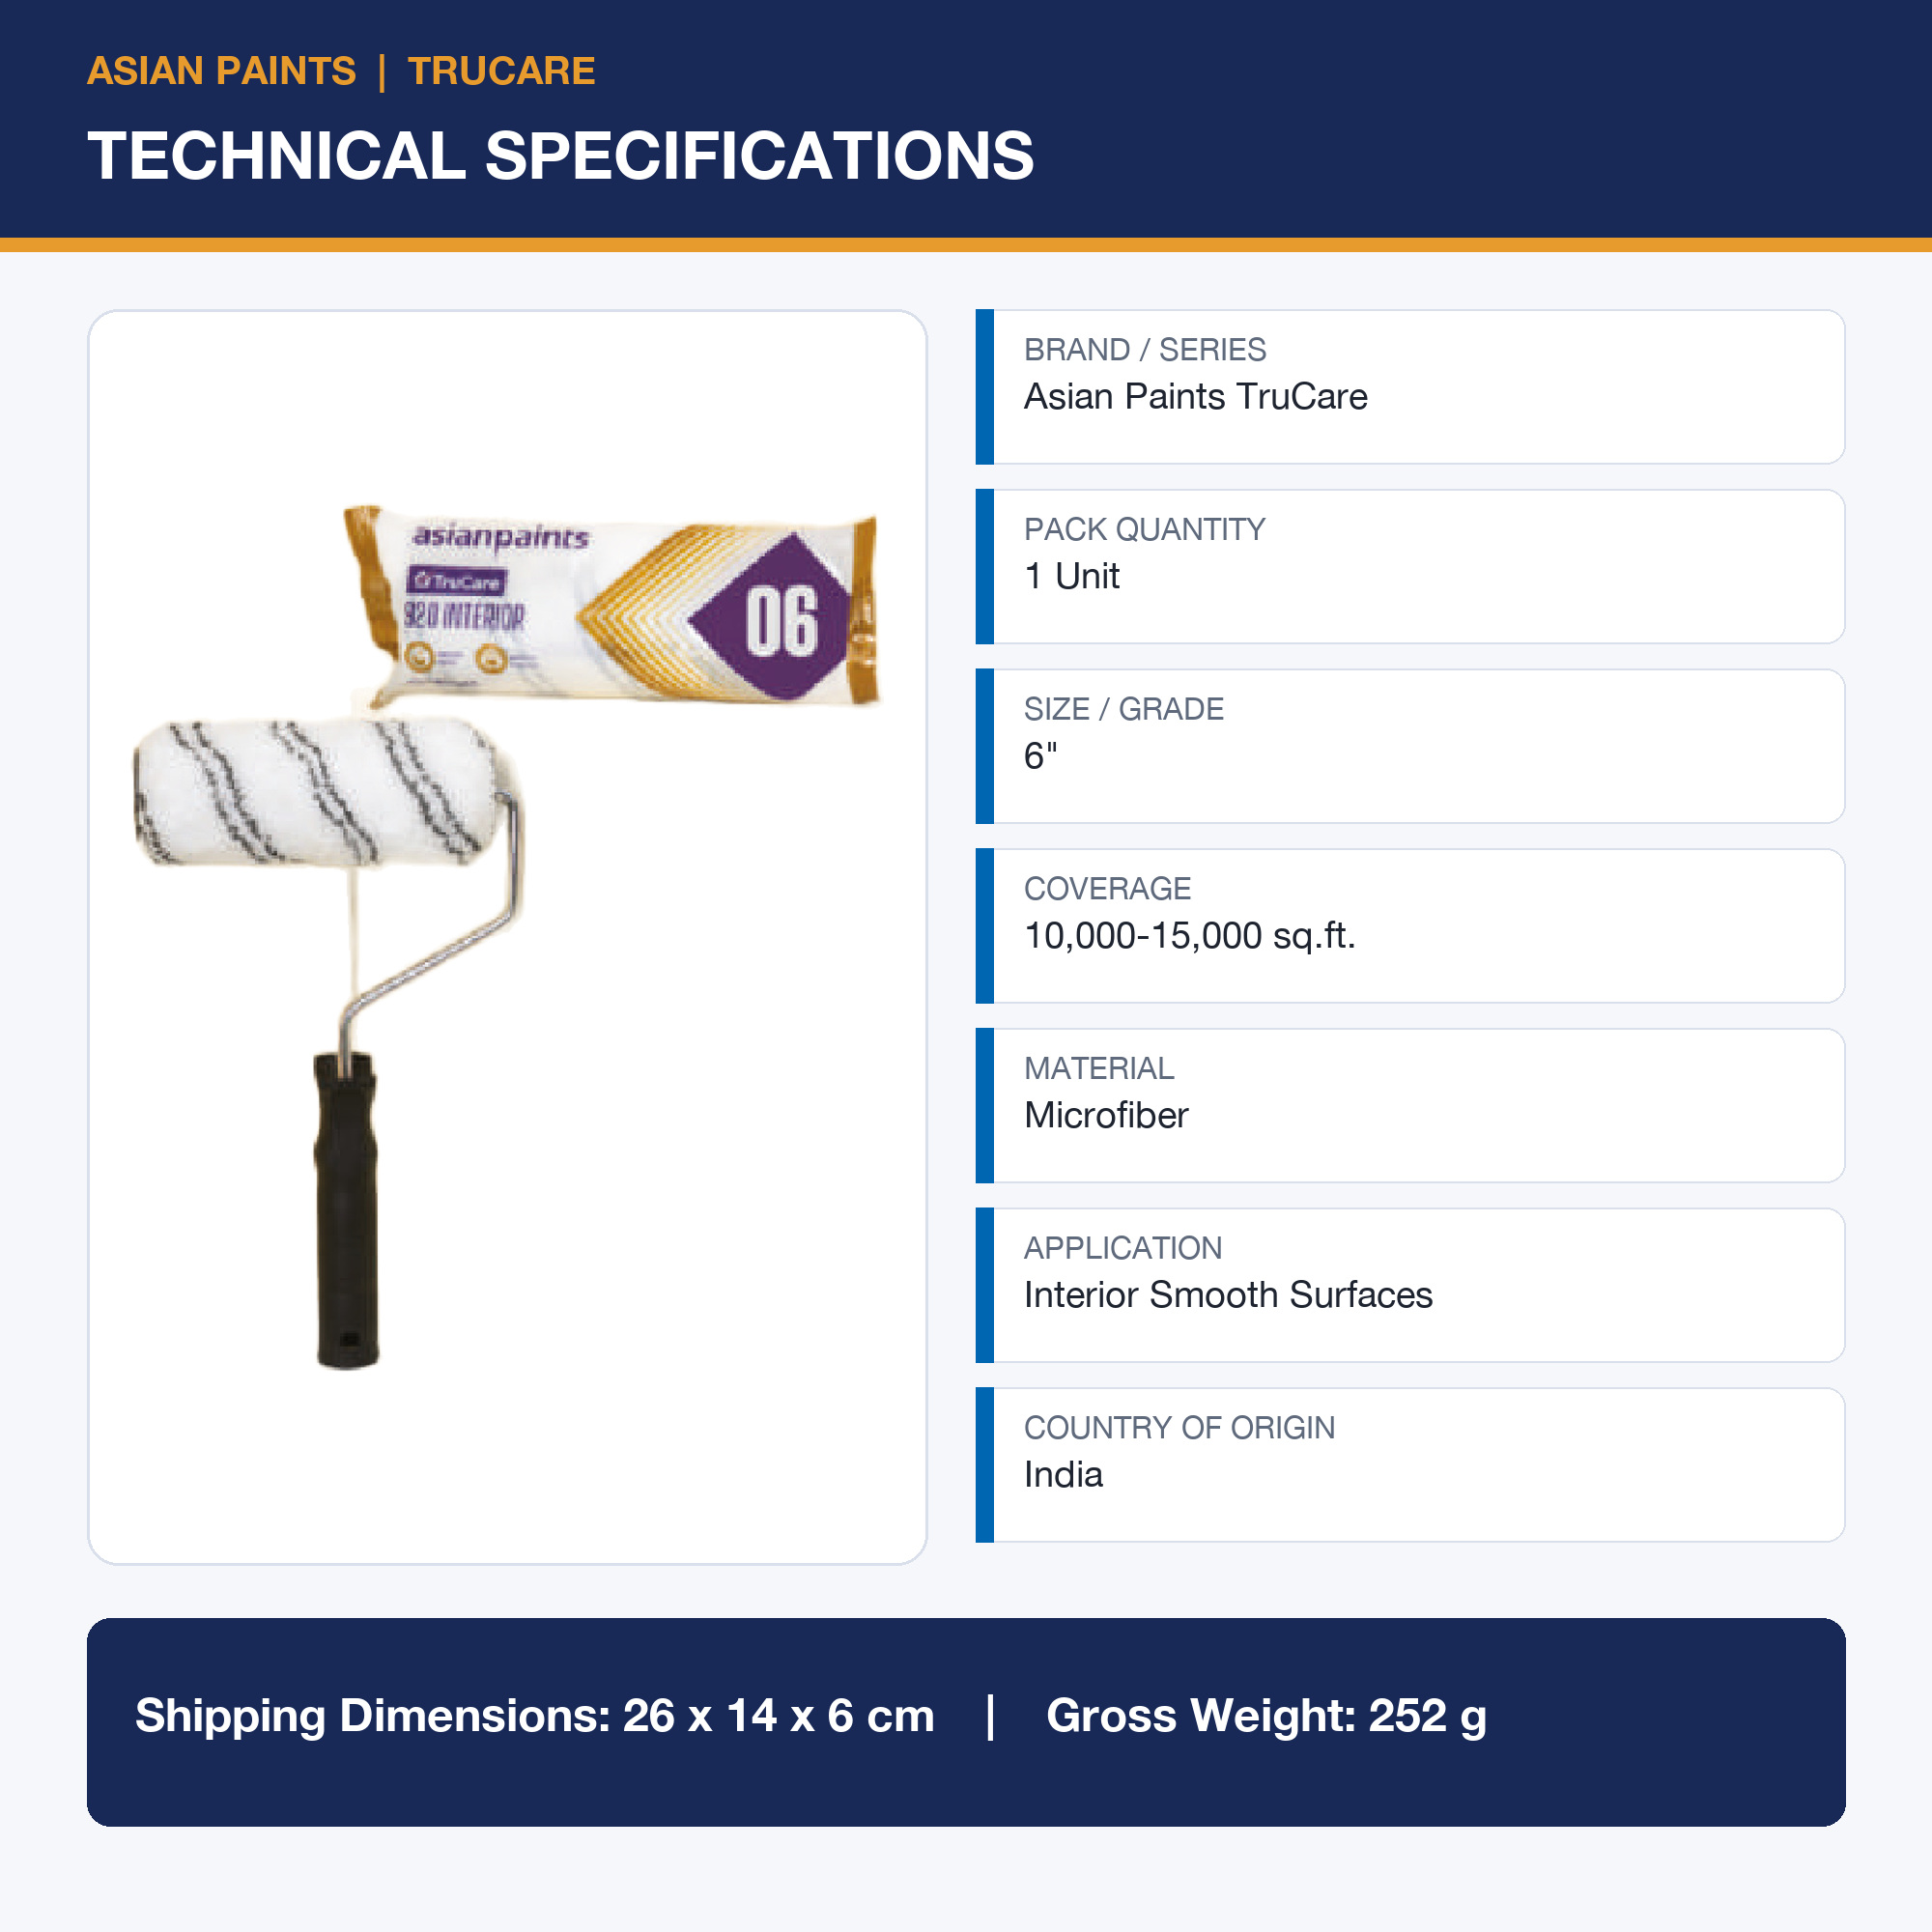 ASIAN PAINTS | TRUCARE
TECHNICAL SPECIFICATIONS
asianpaints
TruCare
920 INTERIOR
06
BRAND / SERIES
Asian Paints TruCare
PACK QUANTITY
1 Unit
SIZE / GRADE
6"
COVERAGE
10,000-15,000 sq.ft.
MATERIAL
Microfiber
APPLICATION
Interior Smooth Surfaces
COUNTRY OF ORIGIN
India
Shipping Dimensions: 26 x 14 x 6 cm | Gross Weight: 252 g